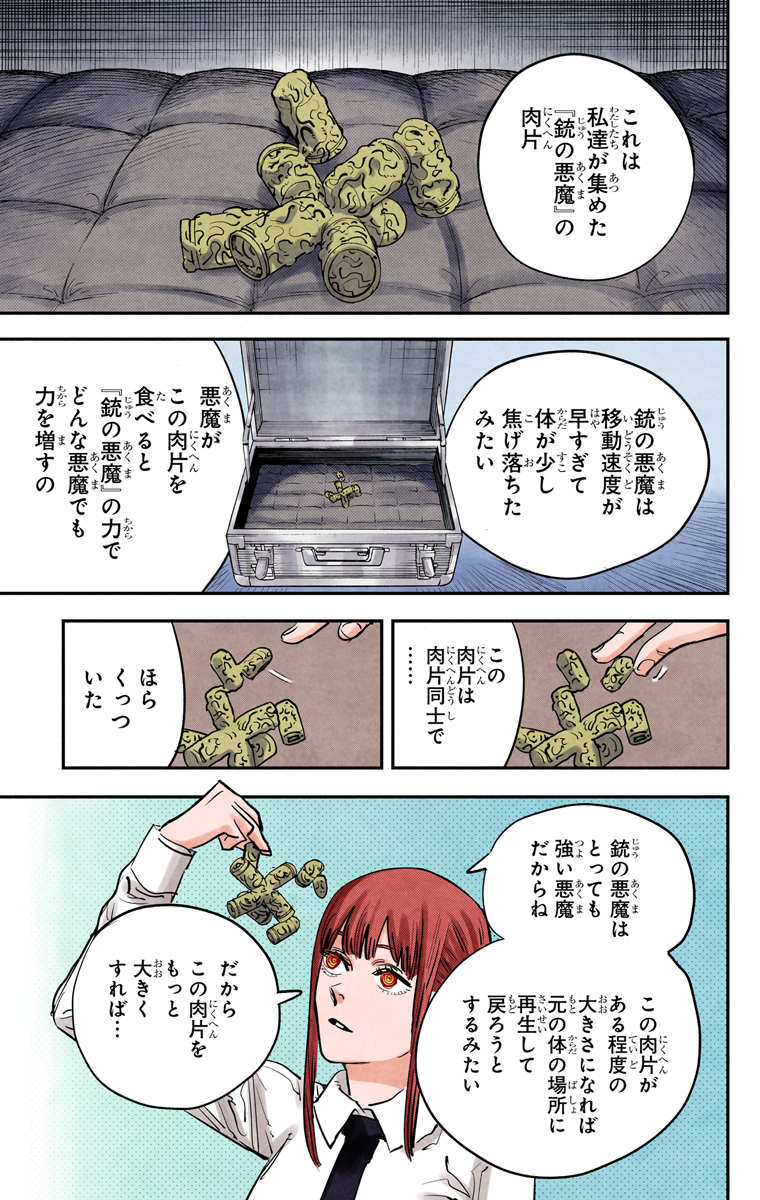 これは
私達が集めた
『銃の悪魔』の
肉片
銃の悪魔は
移動速度が
早すぎて
体が少し
焦げ落ちた
みたい
悪魔が
この肉片を
食べると
『銃の悪魔』の力で
どんな悪魔でも
力を増すの
この
肉片は
肉片同士で
……
ほら
くっつ
いた
銃の悪魔は
とっても
強い悪魔
だからね
この肉片が
ある程度の
大きさになれば
元の体の場所に
再生して
戻ろうと
するみたい
だから
この肉片を
もっと
大きく
すれば…